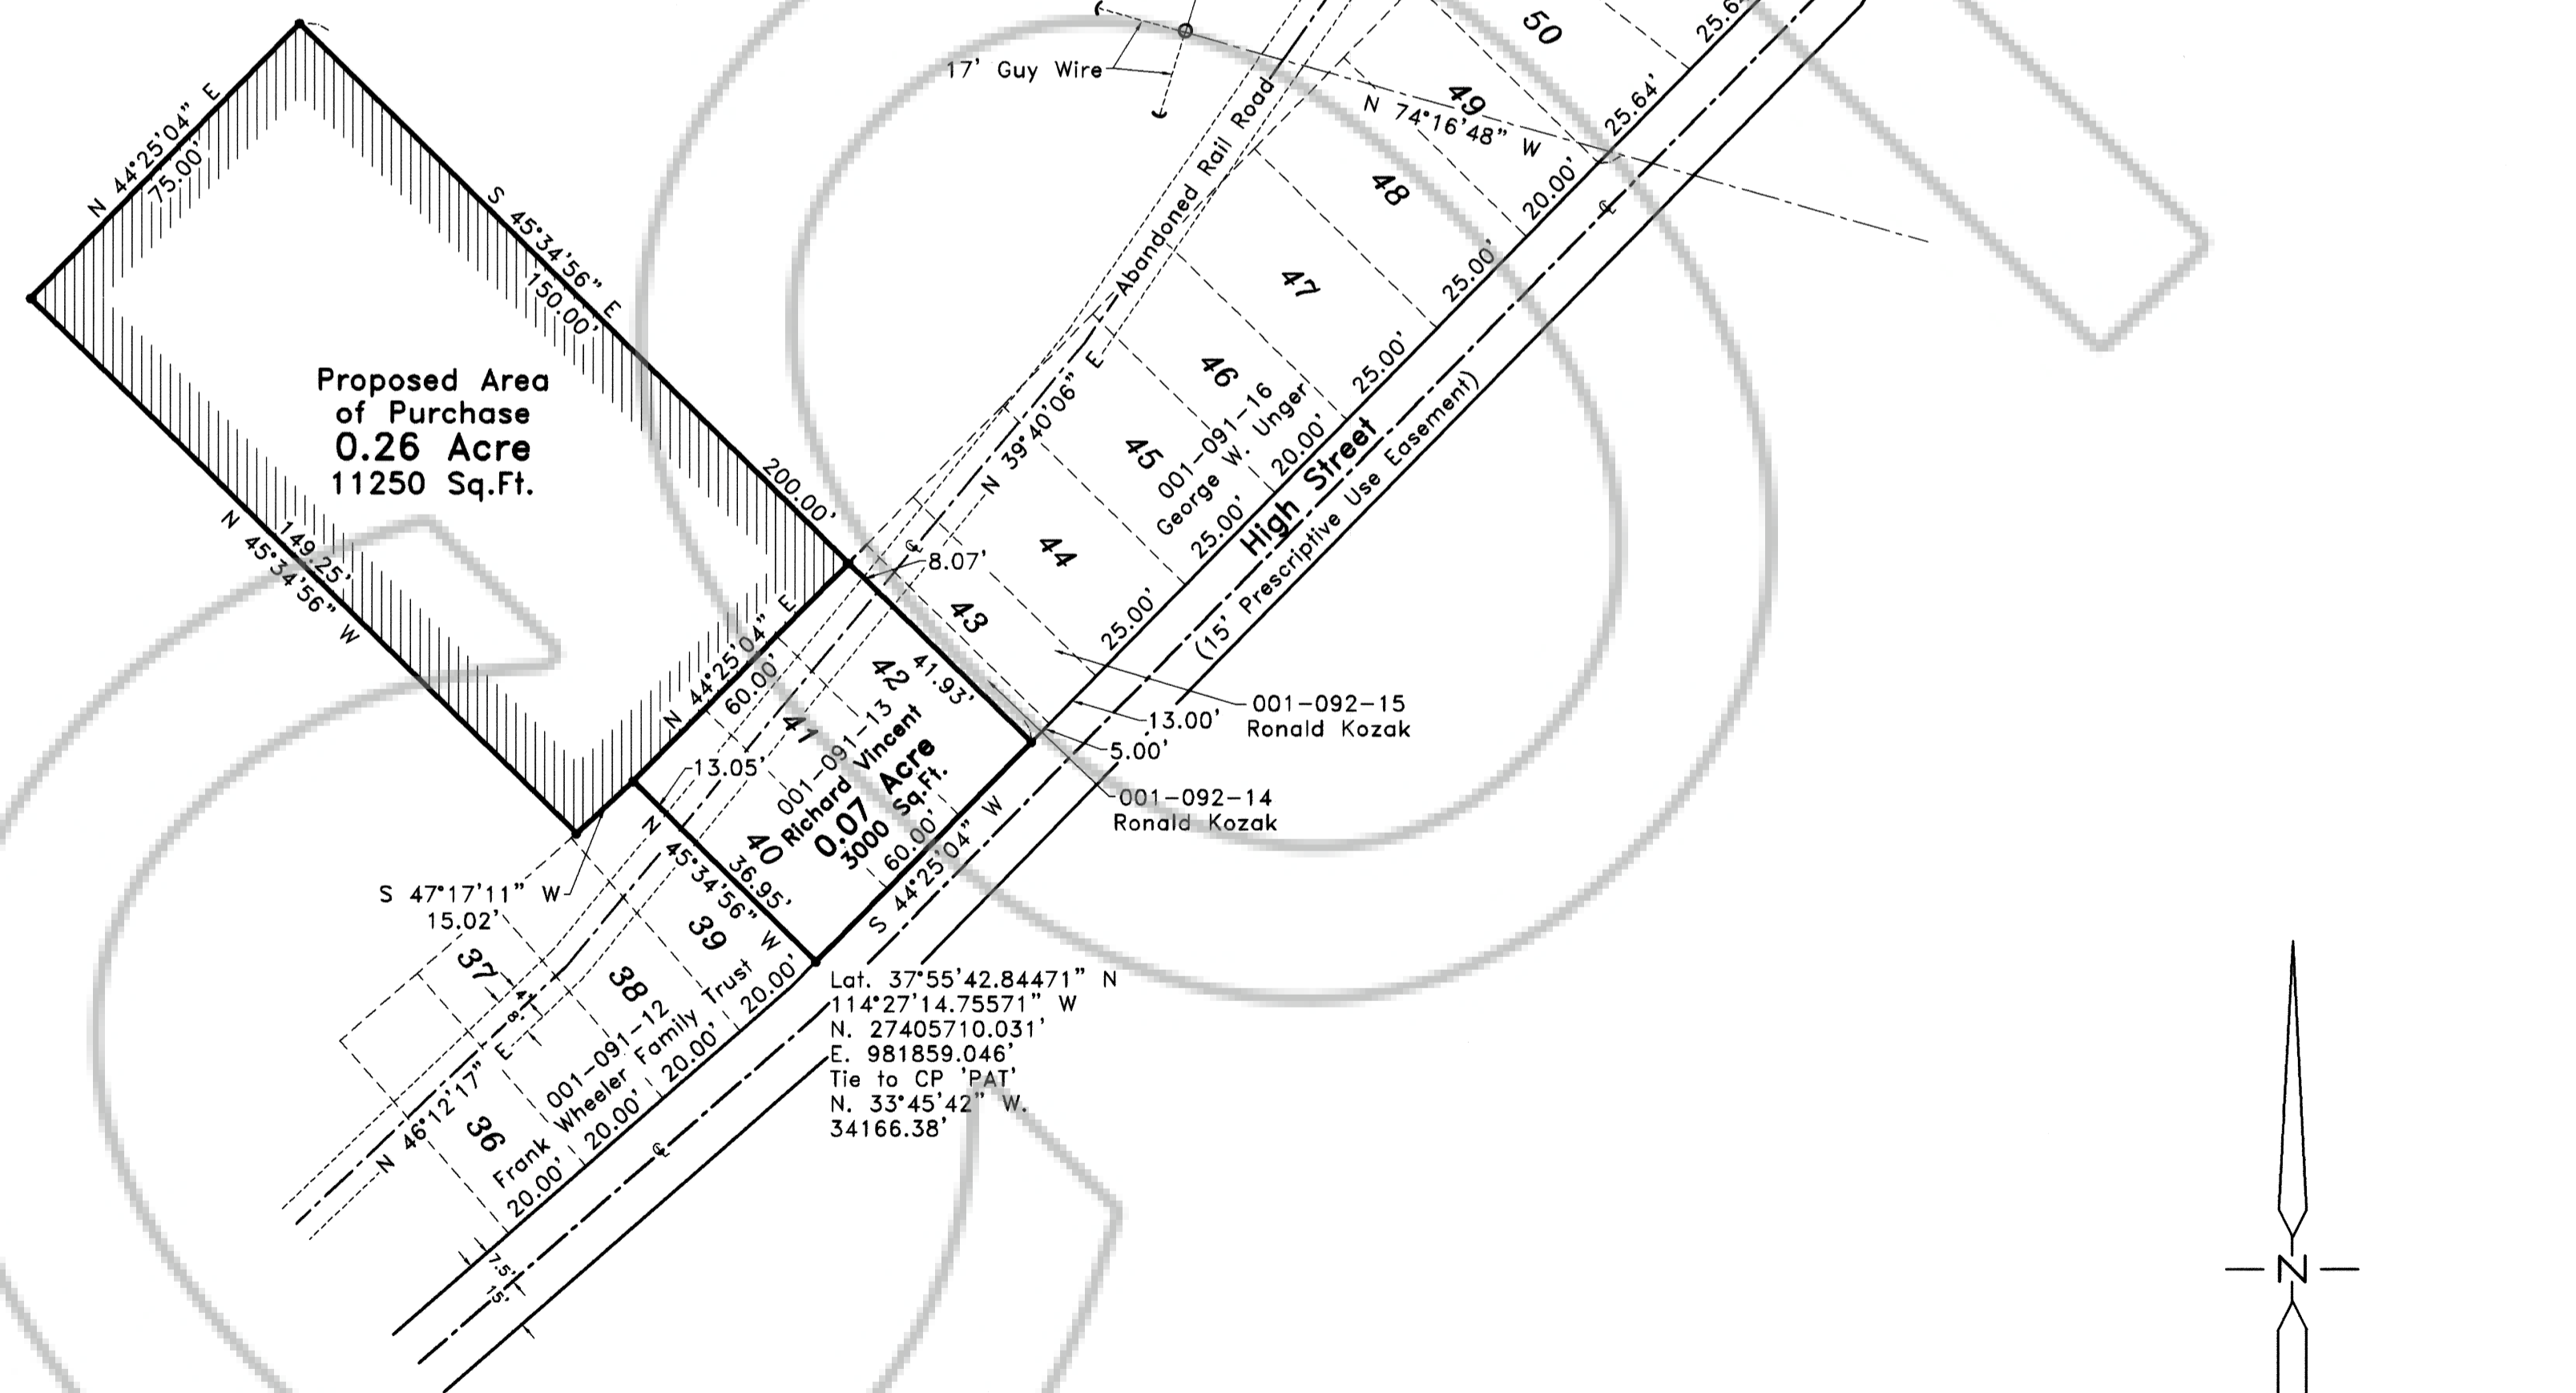 50
25.6
17' Guy Wire
49
N 74°16'48" W
25.64'
N 44°25'04" E
75.00'
Abandoned Rail Road
48
20.00'
S 45°34'56" E
150.00'
47
25.00'
Proposed Area
of Purchase
0.26 Acre
11250 Sq.Ft.
46
25.00'
N 39°40'06" E
001-091-16
George W. Unger
45
20.00'
High Street
(15' Prescriptive Use Easement)
200.00'
N 45°34'56" W
149.25'
℄
℄
8.07'
44
25.00'
43
25.00'
N 44°25'04" E
60.00'
42
41.93'
41
001-091-13
Richard Vincent
0.07 Acre
3000 Sq.Ft.
60.00'
S 44°25'04" W
001-092-15
Ronald Kozak
13.00'
5.00'
001-092-14
Ronald Kozak
13.05'
40
36.95'
N 45°34'56" W
S 47°17'11" W
15.02'
39
20.00'
37
38
4'
8'
001-091-12
Frank Wheeler Family Trust
20.00'
20.00'
20.00'
36
N 46°12'17" E
Lat. 37°55'42.84471" N
114°27'14.75571" W
N. 27405710.031'
E. 981859.046'
Tie to CP 'PAT'
N. 33°45'42" W.
34166.38'
℄
7.5'
15'
N